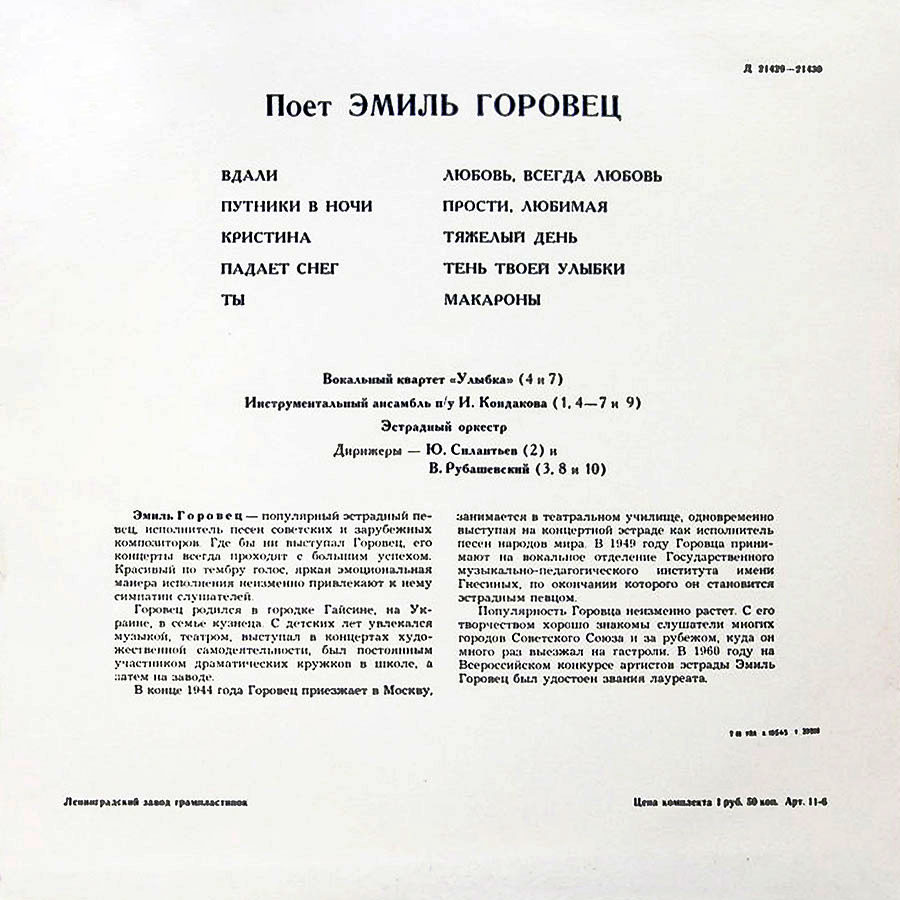 Д 21429—21430
Поет ЭМИЛЬ ГОРОВЕЦ
ВДАЛИ
ПУТНИКИ В НОЧИ
КРИСТИНА
ПАДАЕТ СНЕГ
ТЫ
ЛЮБОВЬ, ВСЕГДА ЛЮБОВЬ
ПРОСТИ, ЛЮБИМАЯ
ТЯЖЕЛЫЙ ДЕНЬ
ТЕНЬ ТВОЕЙ УЛЫБКИ
МАКАРОНЫ
Вокальный квартет «Улыбка» (4 и 7)
Инструментальный ансамбль п/у И. Кондакова (1, 4—7 и 9)
Эстрадный оркестр
Дирижеры — Ю. Силантьев (2) и
В. Рубашевский (3, 8 и 10)
Эмиль Горовец — популярный эстрадный пе-
вец, исполнитель песен советских и зарубежных
композиторов. Где бы ни выступал Горовец, его
концерты всегда проходят с большим успехом.
Красивый по тембру голос, яркая эмоциональная
манера исполнения неизменно привлекают к нему
симпатии слушателей.
Горовец родился в городке Гайсине, на Ук-
раине, в семье кузнеца. С детских лет увлекался
музыкой, театром, выступал в концертах худо-
жественной самодеятельности, был постоянным
участником драматических кружков в школе, а
затем на заводе.
В конце 1944 года Горовец приезжает в Москву,
занимается в театральном училище, одновременно
выступая на концертной эстраде как исполнитель
песен народов мира. В 1949 году Горовца прини-
мают на вокальное отделение Государственного
музыкально-педагогического института имени
Гнесиных, по окончании которого он становится
эстрадным певцом.
Популярность Горовца неизменно растет. С его
творчеством хорошо знакомы слушатели многих
городов Советского Союза и за рубежом, куда он
много раз выезжал на гастроли. В 1960 году на
Всероссийском конкурсе артистов эстрады Эмиль
Горовец был удостоен звания лауреата.
Ленинградский завод грампластинок
Цена комплекта 1 руб. 50 коп. Арт. 11-6